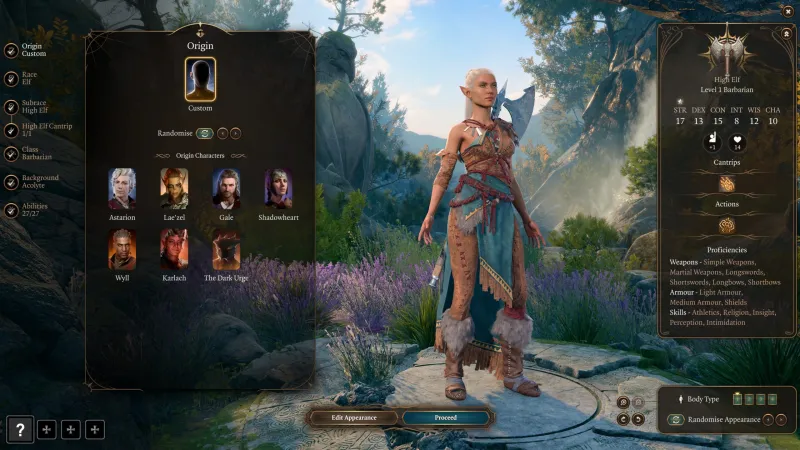 Origin
Custom
Race
Elf
Subrace
High Elf
High Elf Cantrip
1/1
Class
Barbarian
Background
Acolyte
Abilities
27/27
Origin
Custom
Randomise
Origin Characters
Astarion
Lae'zel
Gale
Shadowheart
Wyll
Karlach
The Dark Urge
High Elf
Level 1 Barbarian
STR DEX CON INT WIS CHA
17 13 15 8 12 10
+1 14
Cantrips
Actions
Proficiencies
Weapons - Simple Weapons,
Martial Weapons, Longswords,
Shortswords, Longbows, Shortbows
Armour - Light Armour,
Medium Armour, Shields
Skills - Athletics, Religion, Insight,
Perception, Intimidation
Edit Appearance
Proceed
Body Type
Randomise Appearance
?